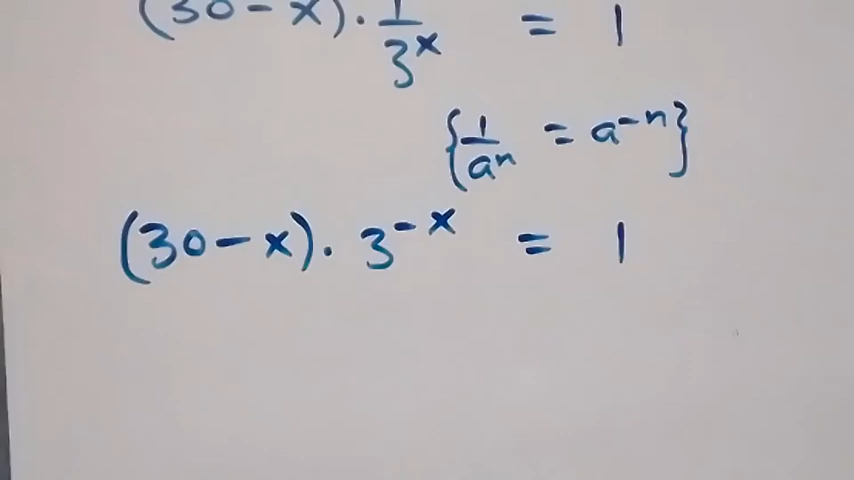 (30 - x) · 1/3^x = 1
{1/a^n = a^-n}
(30 - x) · 3^-x = 1